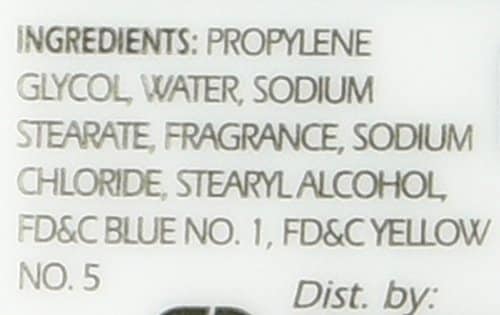 INGREDIENTS: PROPYLENE
GLYCOL, WATER, SODIUM
STEARATE, FRAGRANCE, SODIUM
CHLORIDE, STEARYL ALCOHOL,
FD&C BLUE NO. 1, FD&C YELLOW
NO. 5
Dist. by: